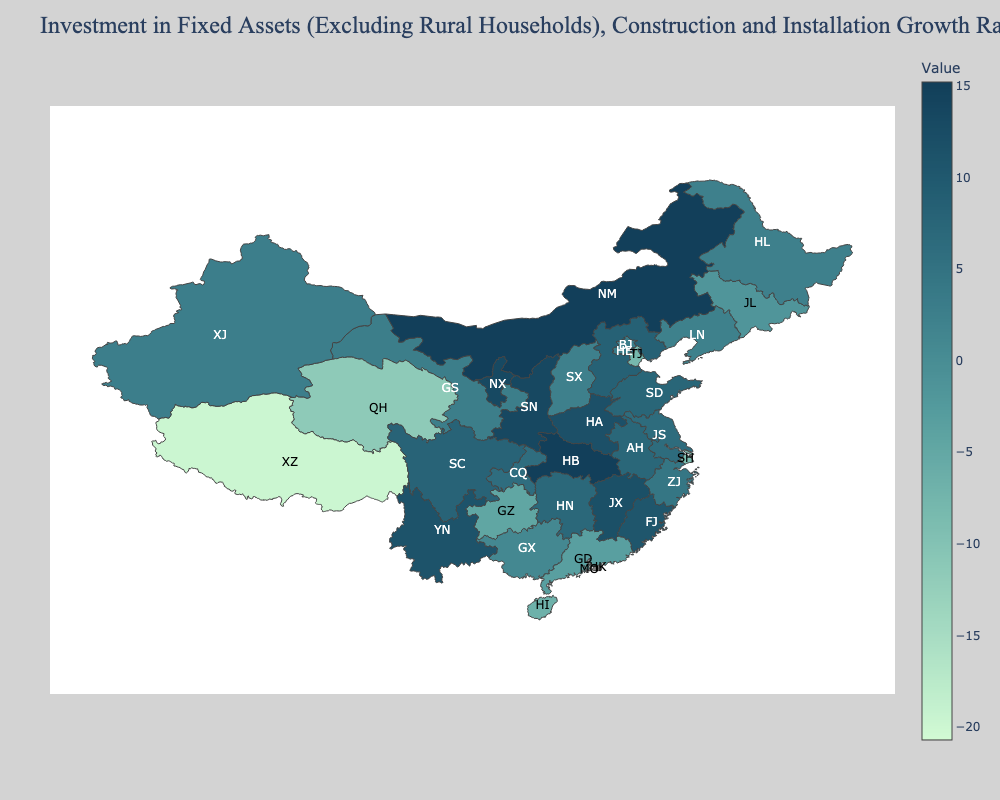 Investment in Fixed Assets (Excluding Rural Households), Construction and Installation Growth Ra
Value
15
10
5
0
−5
−10
−15
−20
HL
NM
JL
XJ
LN
BJ
HE
TJ
SX
NX
GS
SD
SN
QH
HA
JS
AH
SH
XZ
SC
HB
CQ
ZJ
HN
JX
GZ
FJ
YN
GX
GD
HK
MO
HI